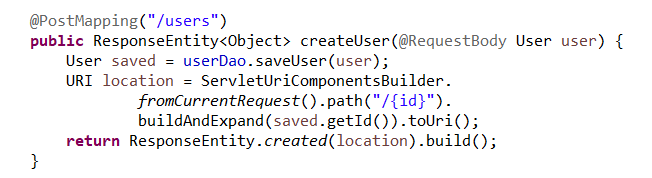 @PostMapping("/users")
public ResponseEntity<Object> createUser(@RequestBody User user) {
    User saved = userDao.saveUser(user);
    URI location = ServletUriComponentsBuilder.
            fromCurrentRequest().path("/{id}").
            buildAndExpand(saved.getId()).toUri();
    return ResponseEntity.created(location).build();
}